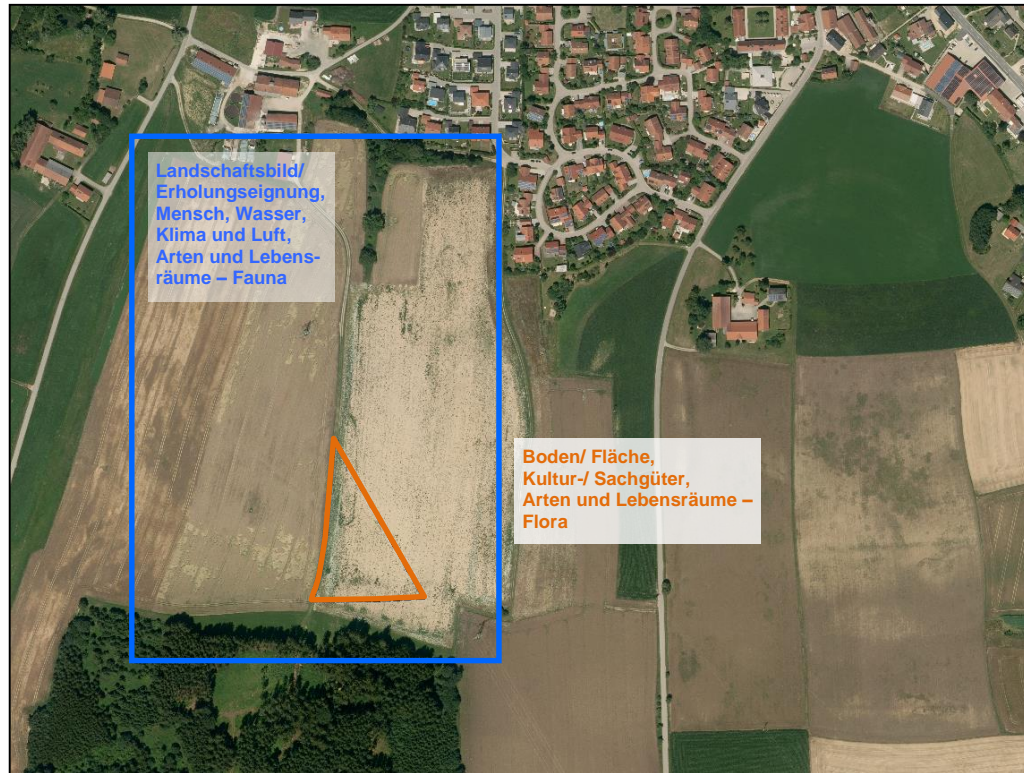 Landschaftsbild/
Erholungseignung,
Mensch, Wasser,
Klima und Luft,
Arten und Lebens-
räume – Fauna
Boden/ Fläche,
Kultur-/ Sachgüter,
Arten und Lebensräume –
Flora